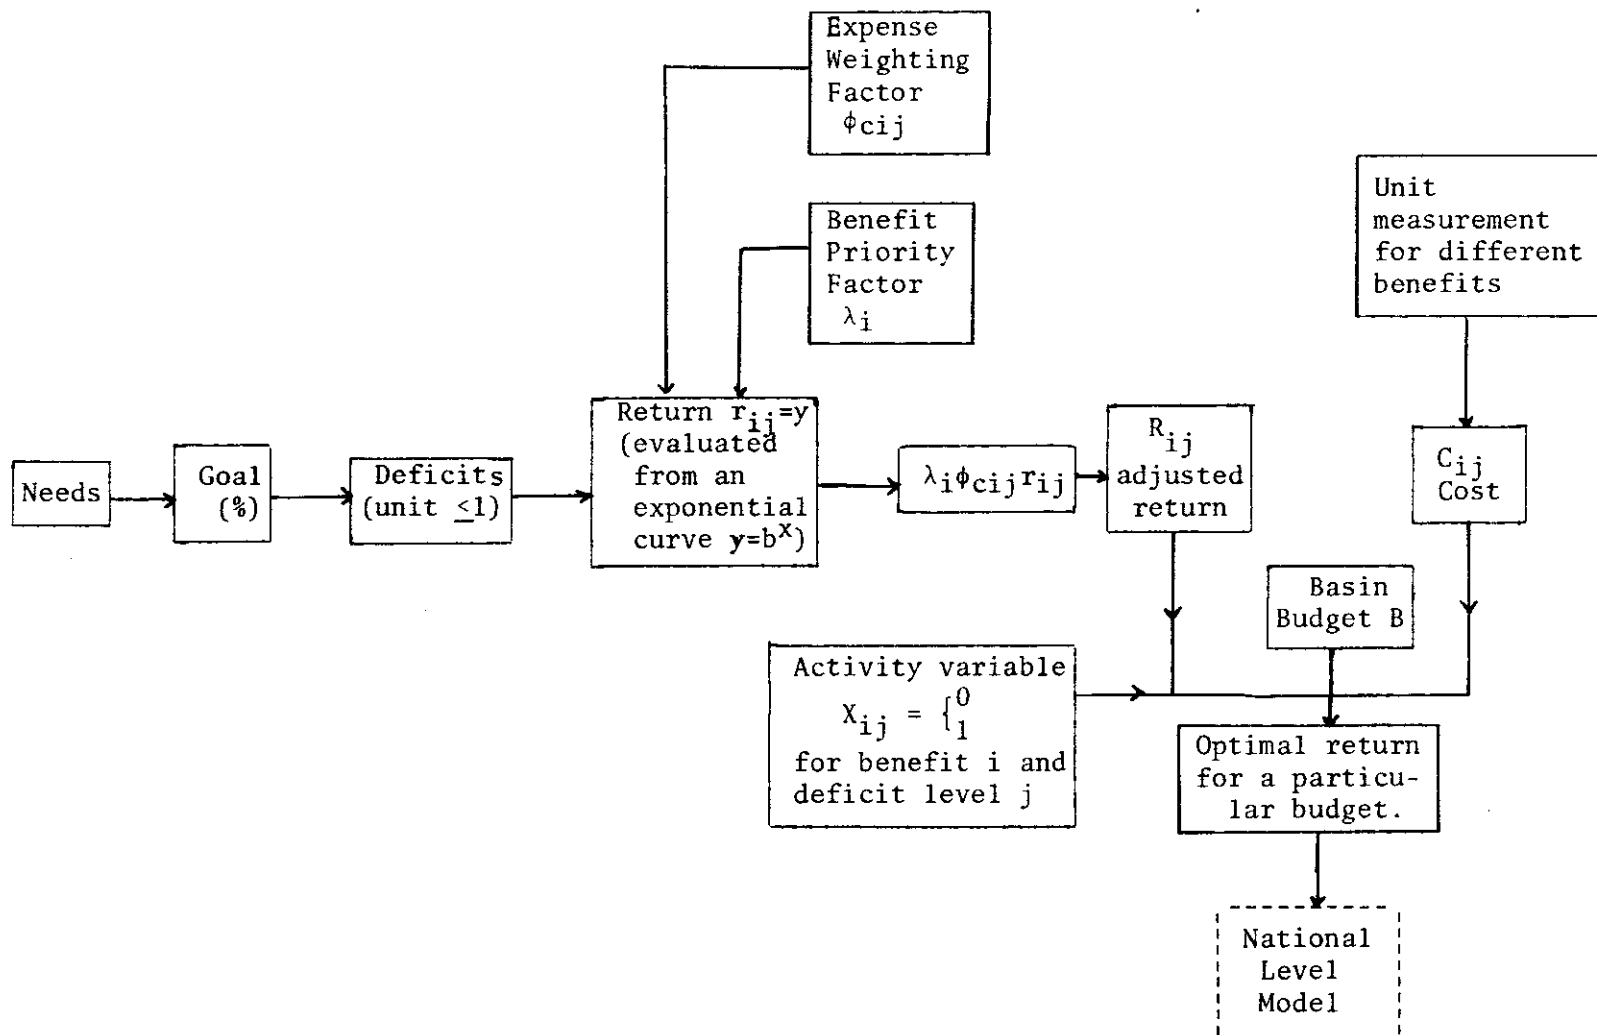 Expense
Weighting
Factor
ϕcij
Benefit
Priority
Factor
λi
Unit
measurement
for different
benefits
Needs
Goal
(%)
Deficits
(unit ≤1)
Return rij=y
(evaluated
from an
exponential
curve y=b^x)
λiϕcijrij
Rij
adjusted
return
Cij
Cost
Basin
Budget B
Activity variable
Xij = {0
1
for benefit i and
deficit level j
Optimal return
for a particu-
lar budget.
National
Level
Model